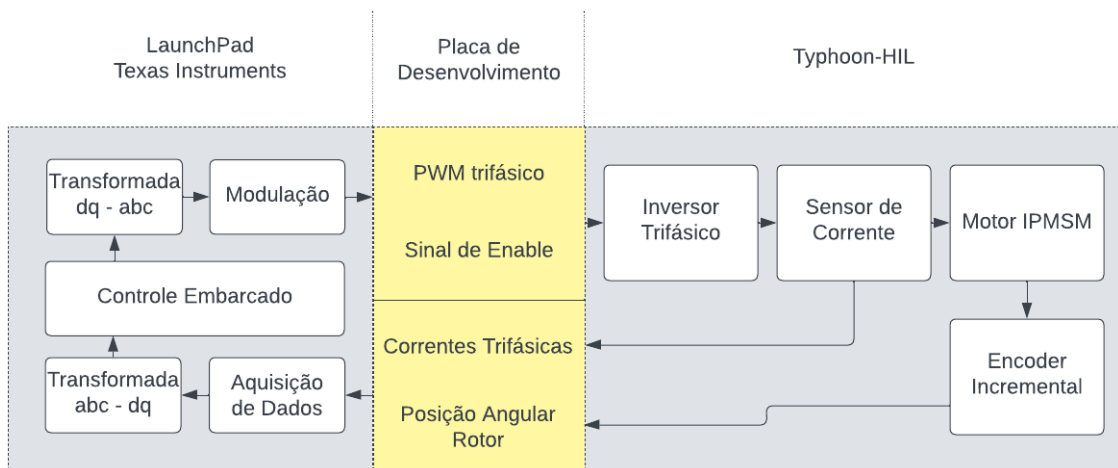 LaunchPad
Texas Instruments
Placa de
Desenvolvimento
Typhoon-HIL
Transformada
dq - abc
Modulação
Controle Embarcado
Transformada
abc - dq
Aquisição
de Dados
PWM trifásico
Sinal de Enable
Correntes Trifásicas
Posição Angular
Rotor
Inversor
Trifásico
Sensor de
Corrente
Motor IPMSM
Encoder
Incremental